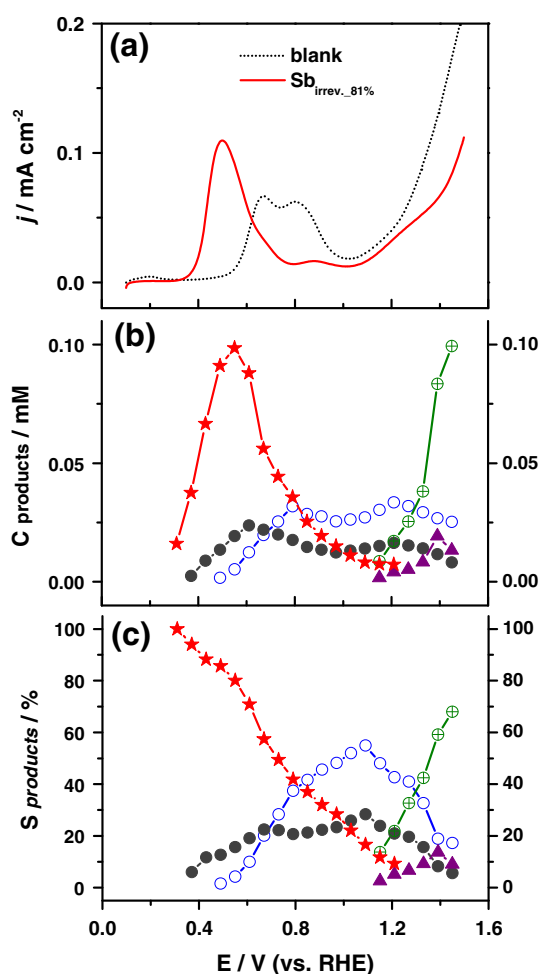 (a)
blank
Sb irrev._81%
j / mA cm-2
0.2
0.1
0.0
(b)
C products / mM
0.10
0.05
0.00
0.10
0.05
0.00
(c)
S products / %
100
80
60
40
20
0
100
80
60
40
20
0
0.0 0.4 0.8 1.2 1.6
E / V (vs. RHE)